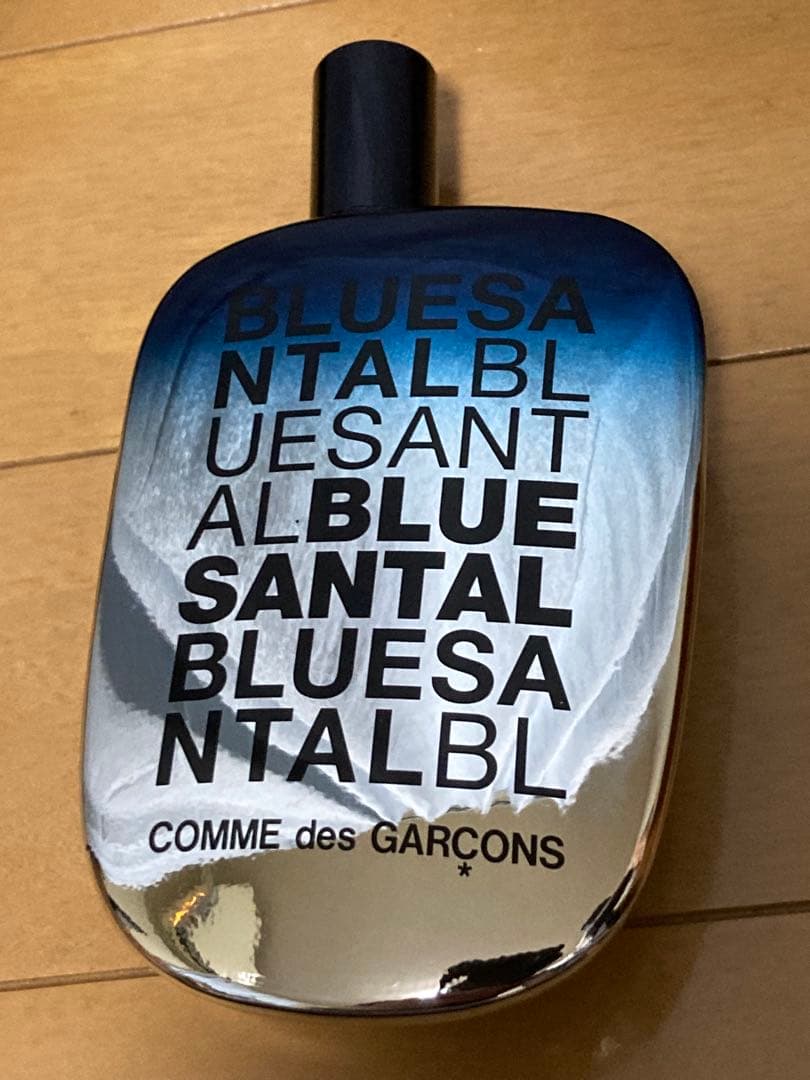 BLUESA
NTALBL
UESANT
ALBLUE
SANTAL
BLUESA
NTALBL
COMME des GARÇONS
*